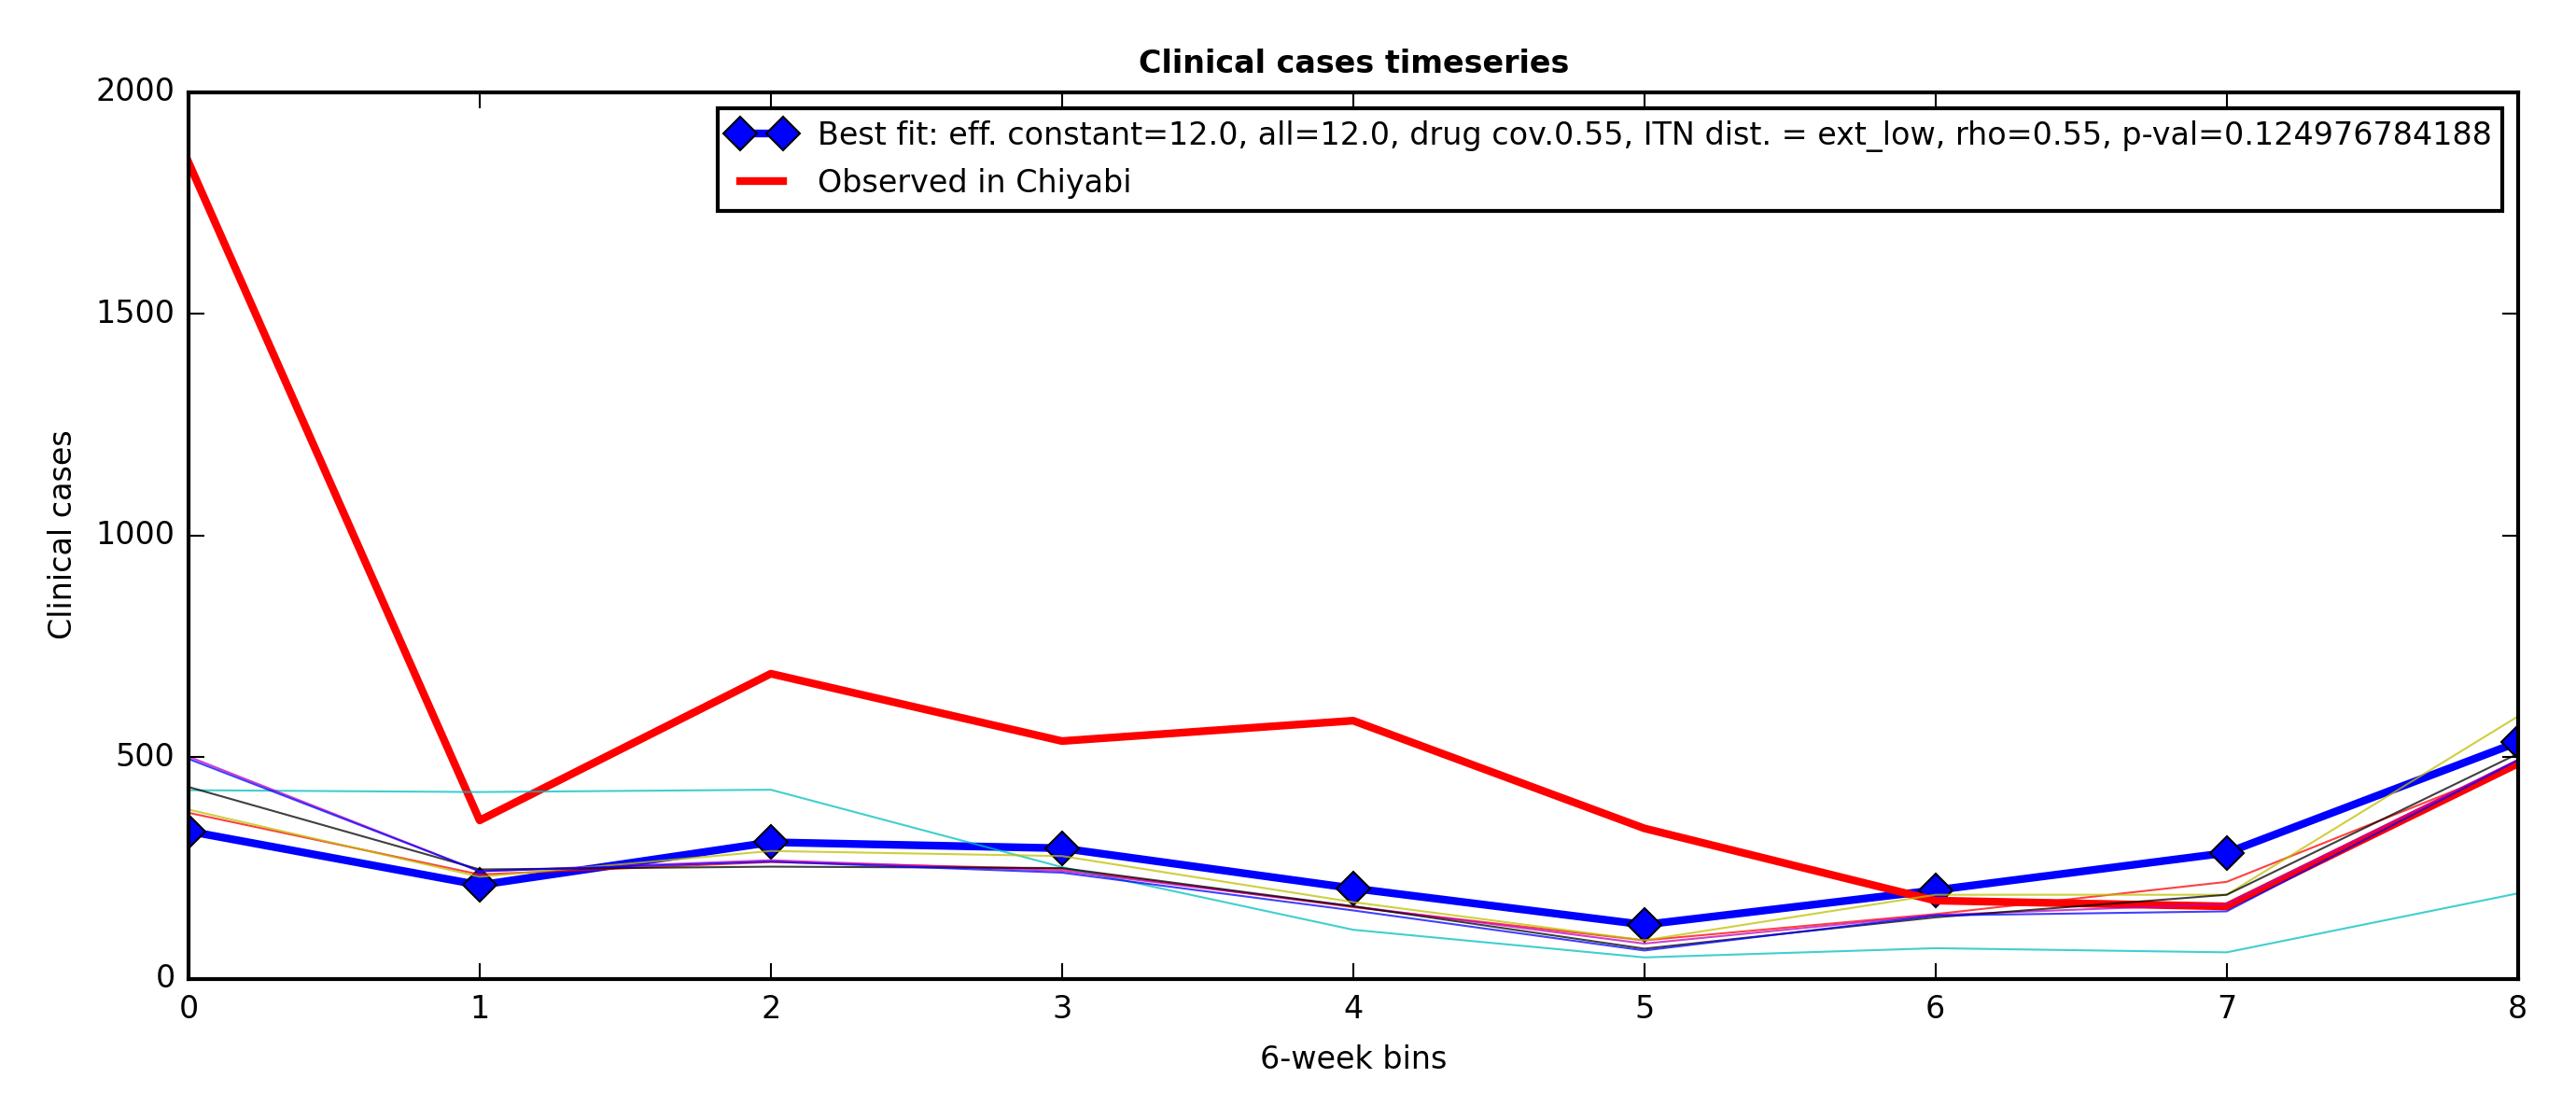 Clinical cases timeseries
2000
1500
1000
500
0
Clinical cases
Best fit: eff. constant=12.0, all=12.0, drug cov.0.55, ITN dist. = ext_low, rho=0.55, p-val=0.124976784188
Observed in Chiyabi
0 1 2 3 4 5 6 7 8
6-week bins